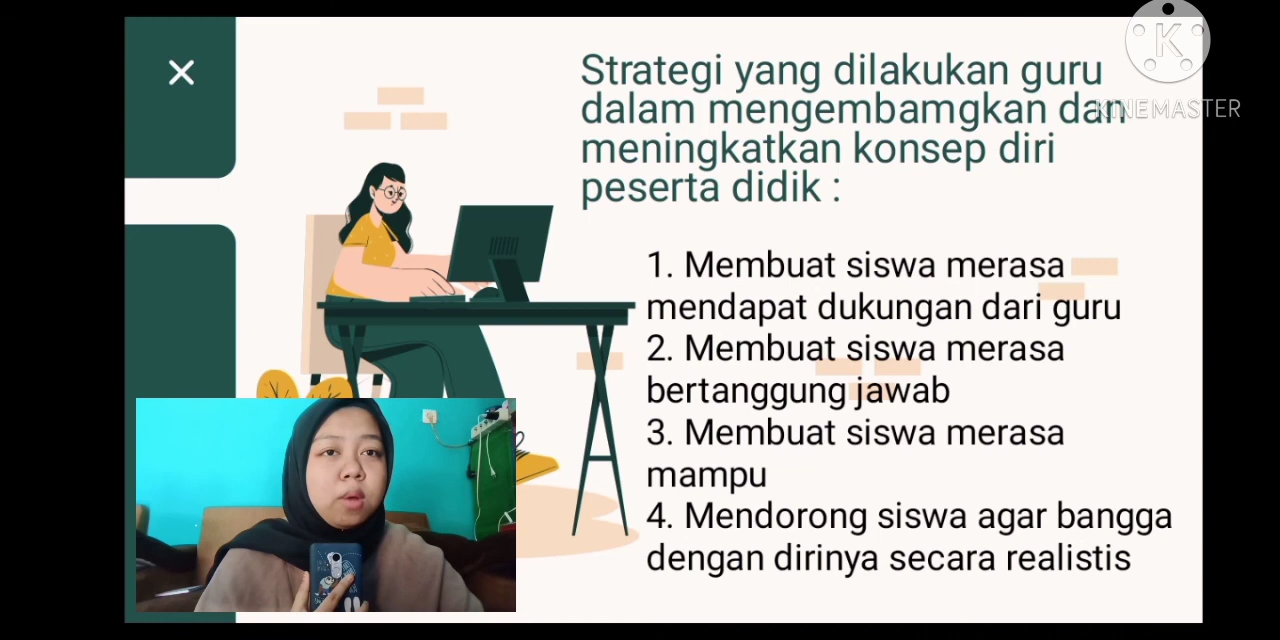 Strategi yang dilakukan guru
dalam mengembamgkan dan
meningkatkan konsep diri
peserta didik :
1. Membuat siswa merasa
mendapat dukungan dari guru
2. Membuat siswa merasa
bertanggung jawab
3. Membuat siswa merasa
mampu
4. Mendorong siswa agar bangga
dengan dirinya secara realistis
K
KINEMASTER